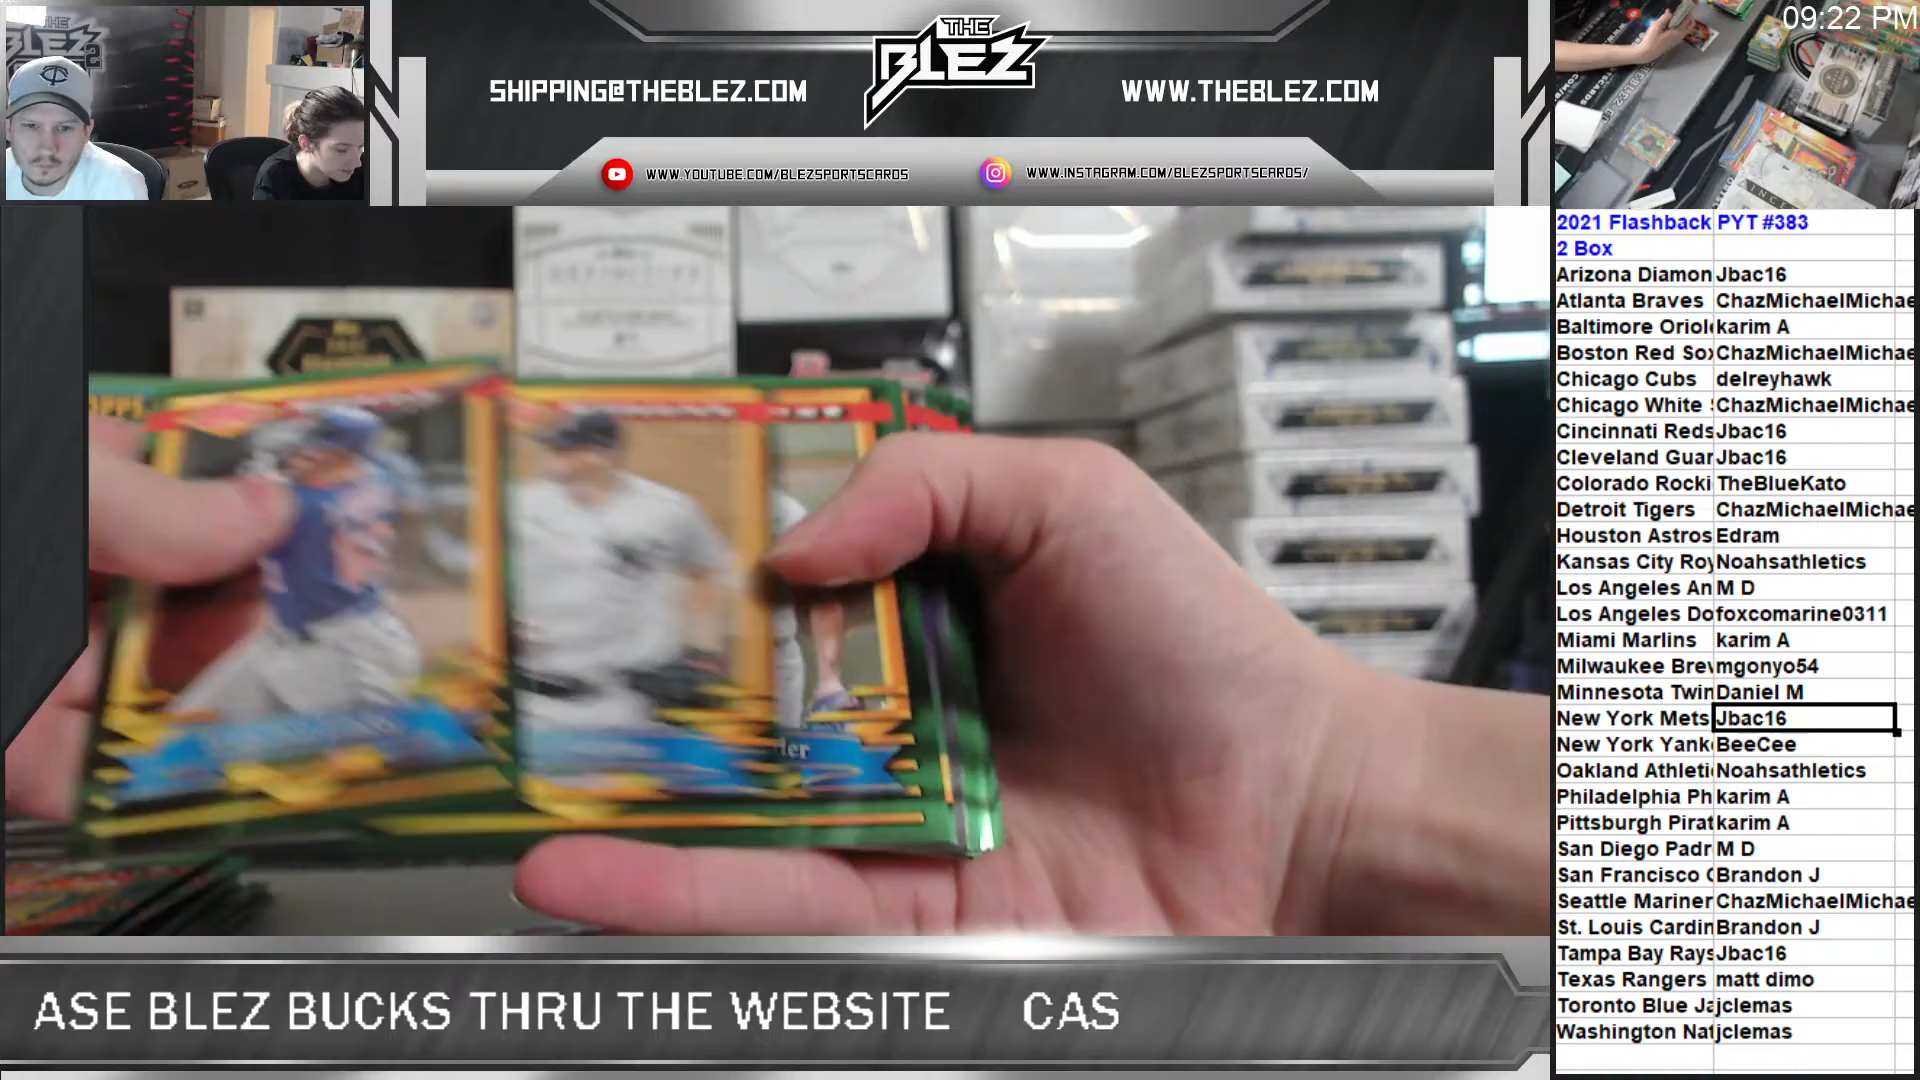 09:22 PM
THE
BLEZ
SHIPPING@THEBLEZ.COM
WWW.THEBLEZ.COM
WWW.YOUTUBE.COM/BLEZSPORTSCARDS
WWW.INSTAGRAM.COM/BLEZSPORTSCARDS/
2021 Flashback PYT #383
2 Box
Arizona Diamon Jbac16
Atlanta Braves ChazMichaelMichae
Baltimore Oriol karim A
Boston Red So ChazMichaelMichae
Chicago Cubs delreyhawk
Chicago White ChazMichaelMichae
Cincinnati Reds Jbac16
Cleveland Guar Jbac16
Colorado Rocki TheBlueKato
Detroit Tigers ChazMichaelMichae
Houston Astros Edram
Kansas City Roy Noahsathletics
Los Angeles An M D
Los Angeles Do foxcomarine0311
Miami Marlins karim A
Milwaukee Brew mgonyo54
Minnesota Twin Daniel M
New York Mets Jbac16
New York Yank BeeCee
Oakland Athleti Noahsathletics
Philadelphia Ph karim A
Pittsburgh Pirat karim A
San Diego Padr M D
San Francisco Brandon J
Seattle Mariner ChazMichaelMichae
St. Louis Cardin Brandon J
Tampa Bay Rays Jbac16
Texas Rangers matt dimo
Toronto Blue Ja jclemas
Washington Nat jclemas
ler
ASE BLEZ BUCKS THRU THE WEBSITE CAS